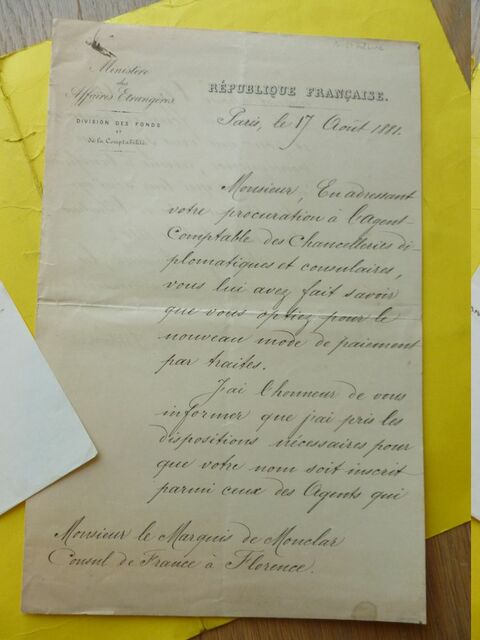 Ministère
des
Affaires Etrangères
DIVISION DES FONDS
et
de la Comptabilité.
RÉPUBLIQUE FRANÇAISE.
Paris, le 17 Août 1881.
Monsieur, En adressant
votre procuration à l'Agent-
Comptable des Chancelleries di-
plomatiques et consulaires,
vous lui avez fait savoir
que vous optiez pour le
nouveau mode de paiement
par traites.
J'ai l'honneur de vous
informer que j'ai pris les
dispositions nécessaires pour
que votre nom soit inscrit
parmi ceux des Agents qui
Monsieur le Marquis de Monclar
Consul de France à Florence.